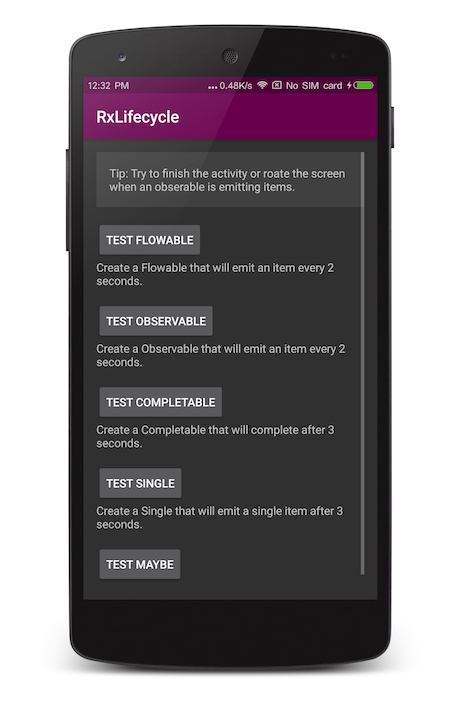 12:32 PM ... 0.48K/s No SIM card
RxLifecycle
Tip: Try to finish the activity or roate the screen
when an obserable is emitting items.
TEST FLOWABLE
Create a Flowable that will emit an item every 2
seconds.
TEST OBSERVABLE
Create a Observable that will emit an item every 2
seconds.
TEST COMPLETABLE
Create a Completable that will complete after 3
seconds.
TEST SINGLE
Create a Single that will emit a single item after 3
seconds.
TEST MAYBE